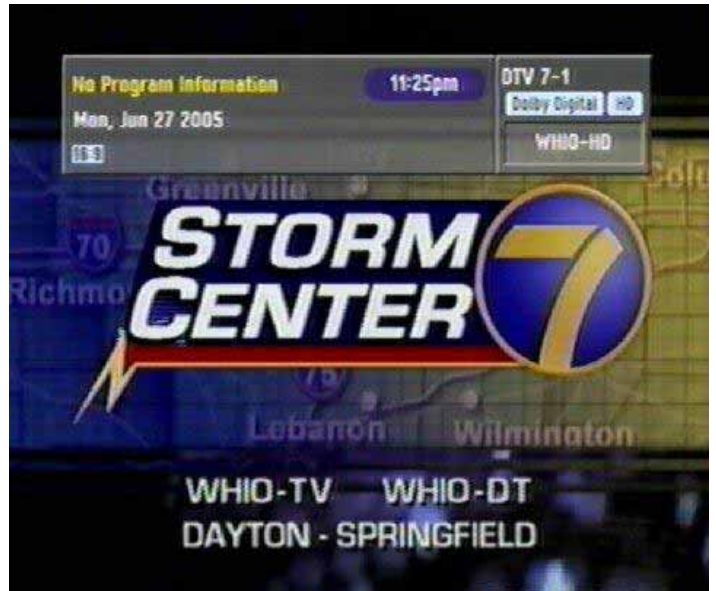 No Program Information 11:25pm DTV 7-1
Dolby Digital HD
Mon, Jun 27 2005
WHIO-HD
16:9
Colu
Greenville
70
STORM
7
Richmo
CENTER
75
Lebanon Wilmington
WHIO-TV WHIO-DT
DAYTON - SPRINGFIELD